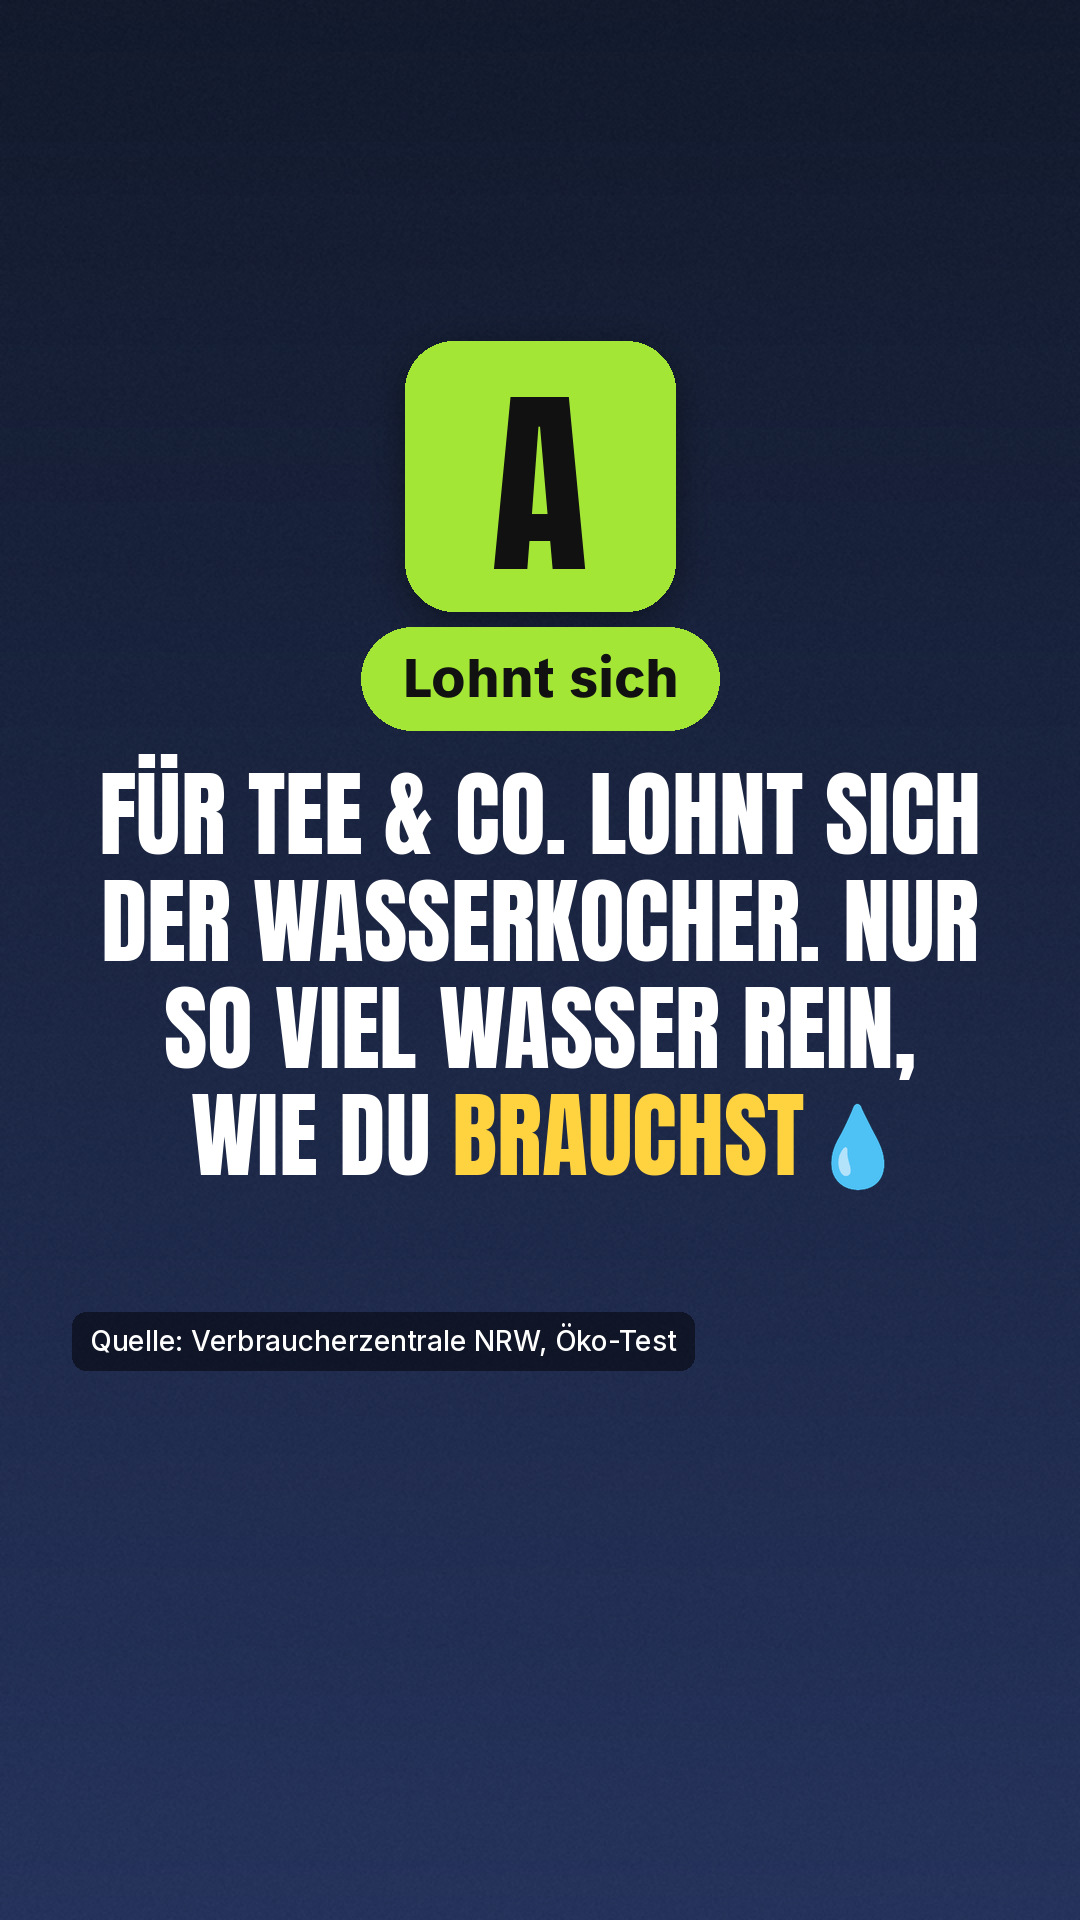 A
Lohnt sich
FÜR TEE & CO. LOHNT SICH
DER WASSERKOCHER. NUR
SO VIEL WASSER REIN,
WIE DU BRAUCHST💧
Quelle: Verbraucherzentrale NRW, Öko-Test